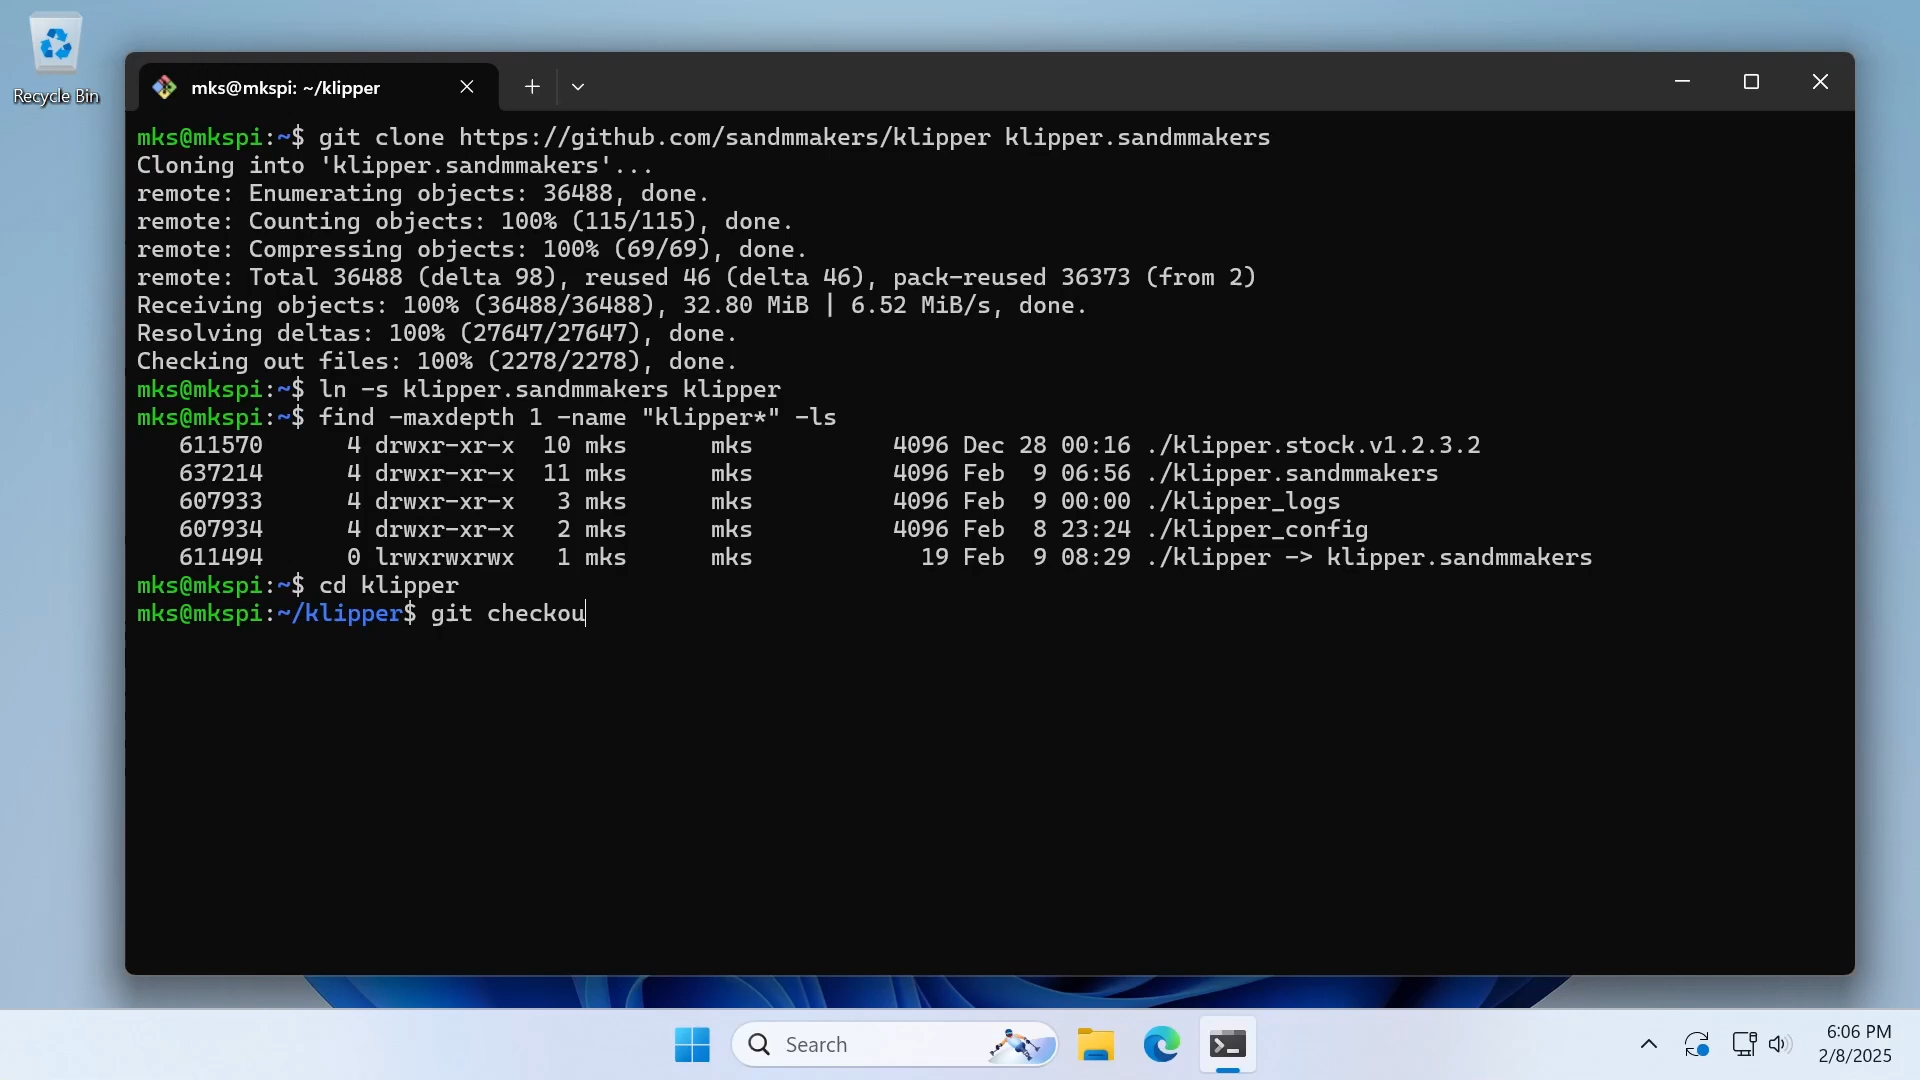 Recycle Bin
mks@mkspi: ~/klipper
mks@mkspi:~$ git clone https://github.com/sandmmakers/klipper klipper.sandmmakers
Cloning into 'klipper.sandmmakers'...
remote: Enumerating objects: 36488, done.
remote: Counting objects: 100% (115/115), done.
remote: Compressing objects: 100% (69/69), done.
remote: Total 36488 (delta 98), reused 46 (delta 46), pack-reused 36373 (from 2)
Receiving objects: 100% (36488/36488), 32.80 MiB | 6.52 MiB/s, done.
Resolving deltas: 100% (27647/27647), done.
Checking out files: 100% (2278/2278), done.
mks@mkspi:~$ ln -s klipper.sandmmakers klipper
mks@mkspi:~$ find -maxdepth 1 -name "klipper*" -ls
   611570      4 drwxr-xr-x  10 mks      mks          4096 Dec 28 00:16 ./klipper.stock.v1.2.3.2
   637214      4 drwxr-xr-x  11 mks      mks          4096 Feb  9 06:56 ./klipper.sandmmakers
   607933      4 drwxr-xr-x   3 mks      mks          4096 Feb  9 00:00 ./klipper_logs
   607934      4 drwxr-xr-x   2 mks      mks          4096 Feb  8 23:24 ./klipper_config
   611494      0 lrwxrwxrwx   1 mks      mks            19 Feb  9 08:29 ./klipper -> klipper.sandmmakers
mks@mkspi:~$ cd klipper
mks@mkspi:~/klipper$ git checkou
Search
6:06 PM
2/8/2025